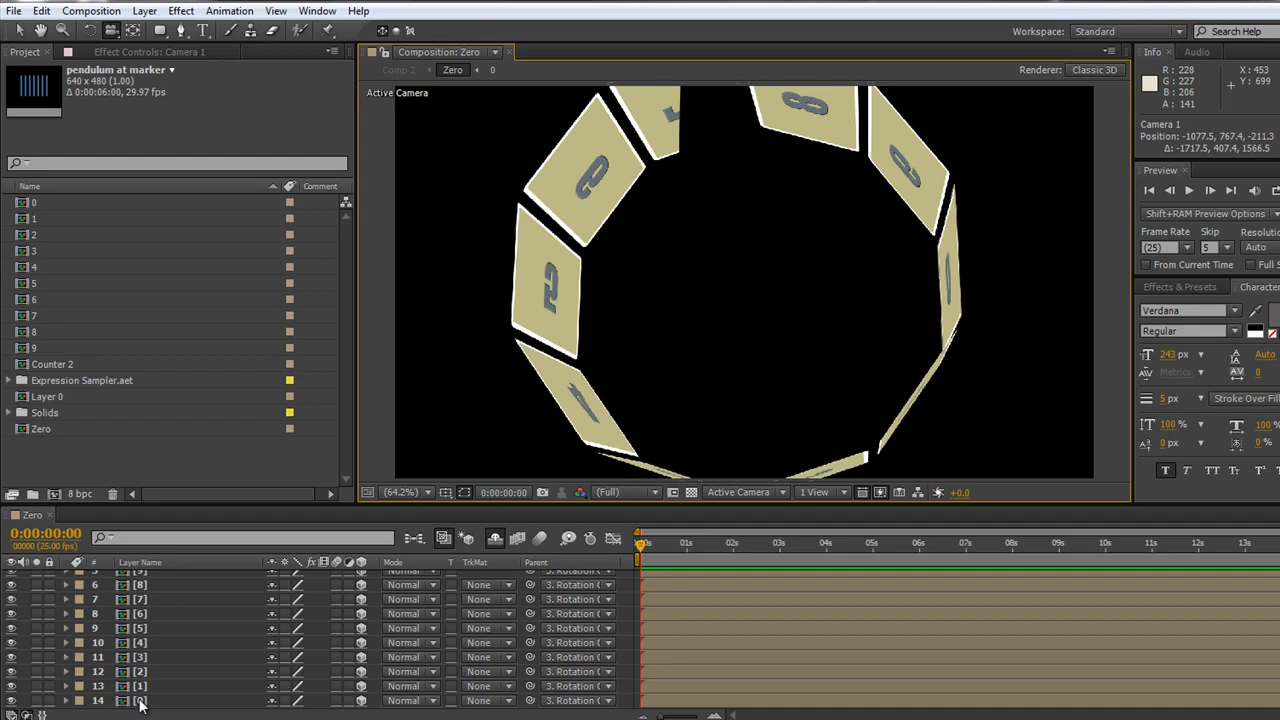 File Edit Composition Layer Effect Animation View Window Help
Workspace: Standard Search Help
Project Effect Controls: Camera 1 Composition: Zero Info Audio
pendulum at marker
640 x 480 (1.00)
Δ 0:00:06:00, 29.97 fps
Comp 2 Zero 0 Renderer: Classic 3D
Active Camera
R: 228 X: 453
G: 227 Y: 699
B: 206
A: 141
Camera 1
Position: -1077.5, 767.4, -211.3
Δ: -1717.5, 407.4, 1566.5
Preview
Shift+RAM Preview Options
Frame Rate Skip
(25) 5 Auto
From Current Time
Effects & Presets
Verdana
Regular
243 px Auto
Metrics 0
5 px Stroke Over Fill
100 % 100
0 px 0
T T TT Tr T
Name Comment
0
1
2
3
4
5
6
7
8
9
Counter 2
Expression Sampler.aet
Layer 0
Solids
Zero
8 bpc
8
9
2
(64.2%) 0:00:00:00 (Full) Active Camera 1 View +0.0
Zero
0:00:00:00
00000 (25.00 fps)
# Layer Name fx Mode T TrkMat Parent
01s 02s 03s 04s 05s 06s 07s 08s 09s 10s 11s 12s 13s
6 [8] Normal None 3. Rotation C
7 [7] Normal None 3. Rotation C
8 [6] Normal None 3. Rotation C
9 [5] Normal None 3. Rotation C
10 [4] Normal None 3. Rotation C
11 [3] Normal None 3. Rotation C
12 [2] Normal None 3. Rotation C
13 [1] Normal None 3. Rotation C
14 Normal None 3. Rotation C